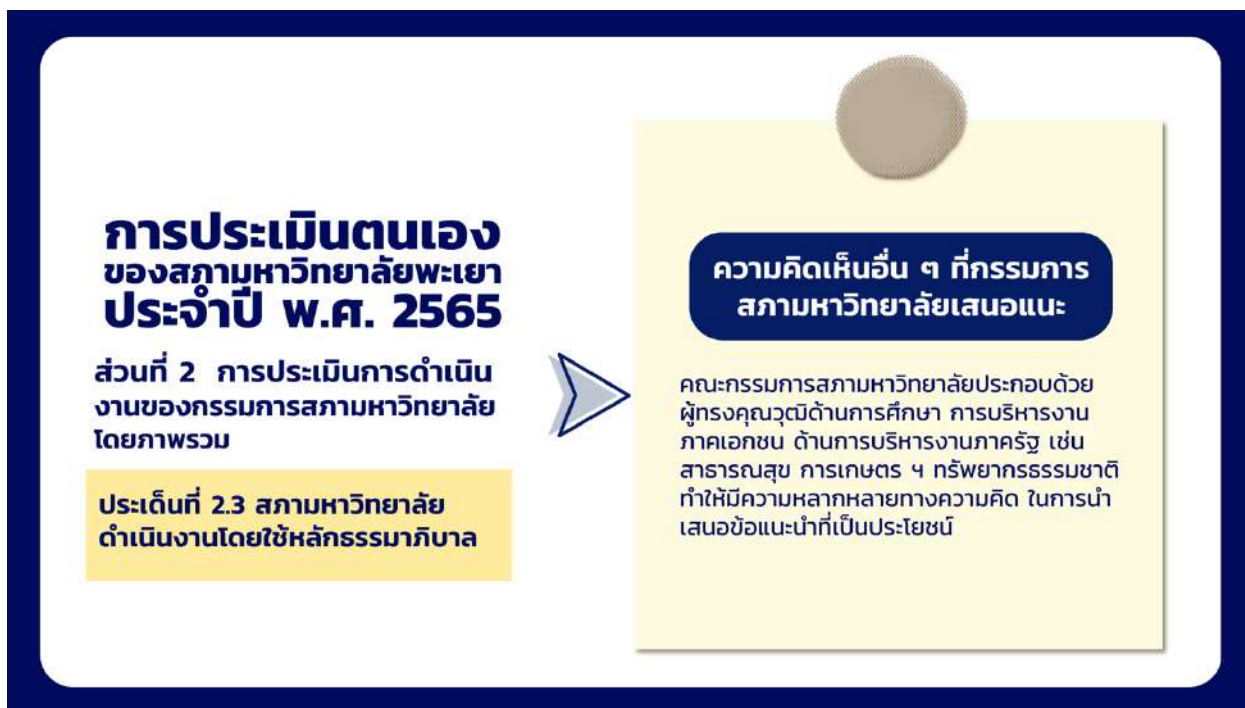 การประเมินตนเอง
ของสภามหาวิทยาลัยพะเยา
ประจำปี พ.ศ. 2565
ส่วนที่ 2 การประเมินการดำเนิน
งานของกรรมการสภามหาวิทยาลัย
โดยภาพรวม
ประเด็นที่ 2.3 สภามหาวิทยาลัย
ดำเนินงานโดยใช้หลักธรรมาภิบาล
ความคิดเห็นอื่น ๆ ที่กรรมการ
สภามหาวิทยาลัยเสนอแนะ
คณะกรรมการสภามหาวิทยาลัยประกอบด้วย
ผู้ทรงคุณวุฒิด้านการศึกษา การบริหารงาน
ภาคเอกชน ด้านการบริหารงานภาครัฐ เช่น
สาธารณสุข การเกษตร ฯ ทรัพยากรธรรมชาติ
ทำให้มีความหลากหลายทางความคิด ในการนำ
เสนอข้อแนะนำที่เป็นประโยชน์